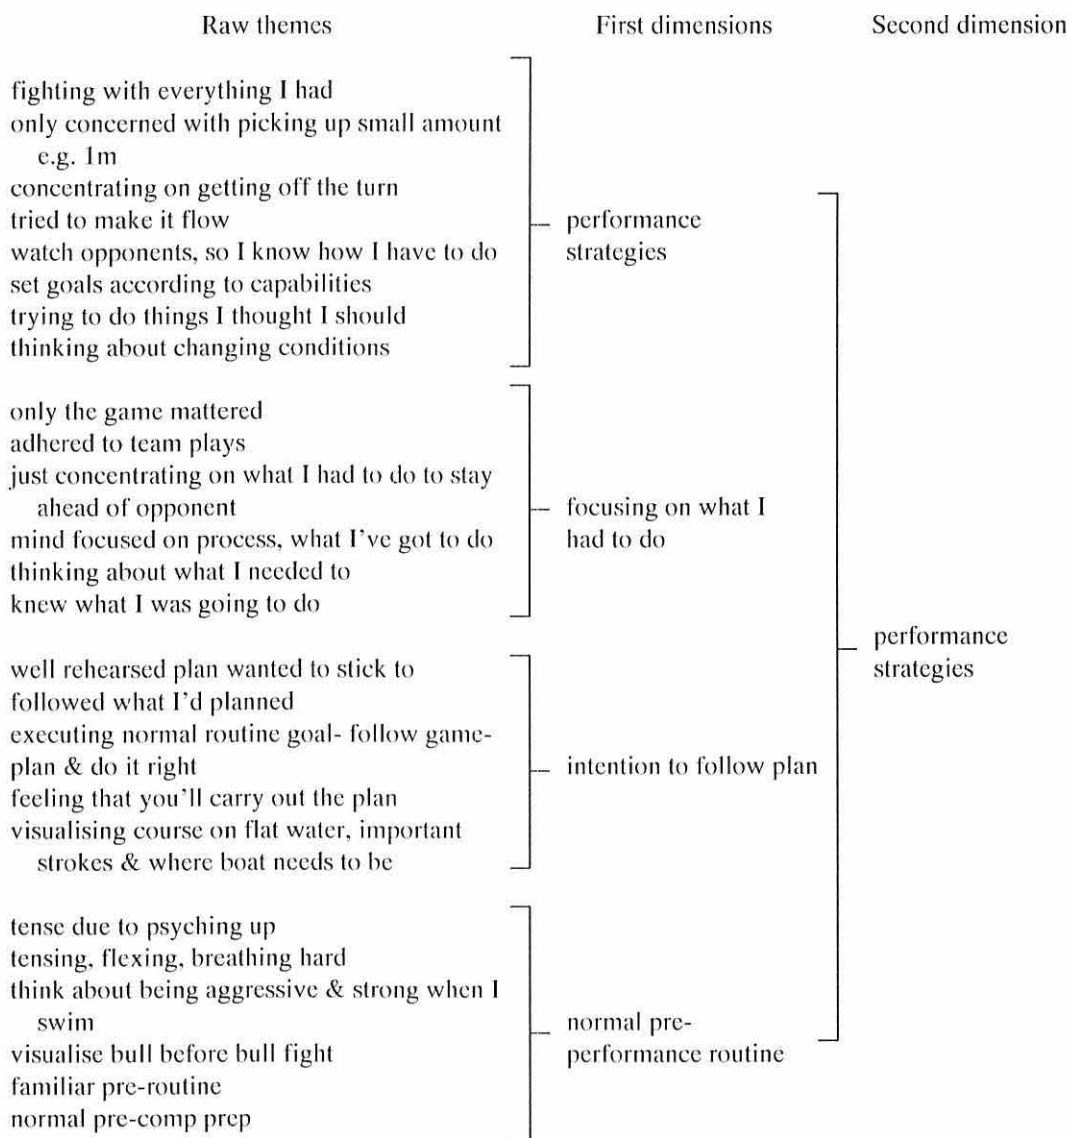 Raw themes First dimensions Second dimension
fighting with everything I had
only concerned with picking up small amount
e.g. 1m
concentrating on getting off the turn
tried to make it flow
watch opponents, so I know how I have to do
set goals according to capabilities
trying to do things I thought I should
thinking about changing conditions
performance
strategies
only the game mattered
adhered to team plays
just concentrating on what I had to do to stay
ahead of opponent
mind focused on process, what I've got to do
thinking about what I needed to
knew what I was going to do
focusing on what I
had to do
performance
strategies
well rehearsed plan wanted to stick to
followed what I'd planned
executing normal routine goal- follow game-
plan & do it right
feeling that you'll carry out the plan
visualising course on flat water, important
strokes & where boat needs to be
intention to follow plan
tense due to psyching up
tensing, flexing, breathing hard
think about being aggressive & strong when I
swim
visualise bull before bull fight
familiar pre-routine
normal pre-comp prep
normal pre-
performance routine